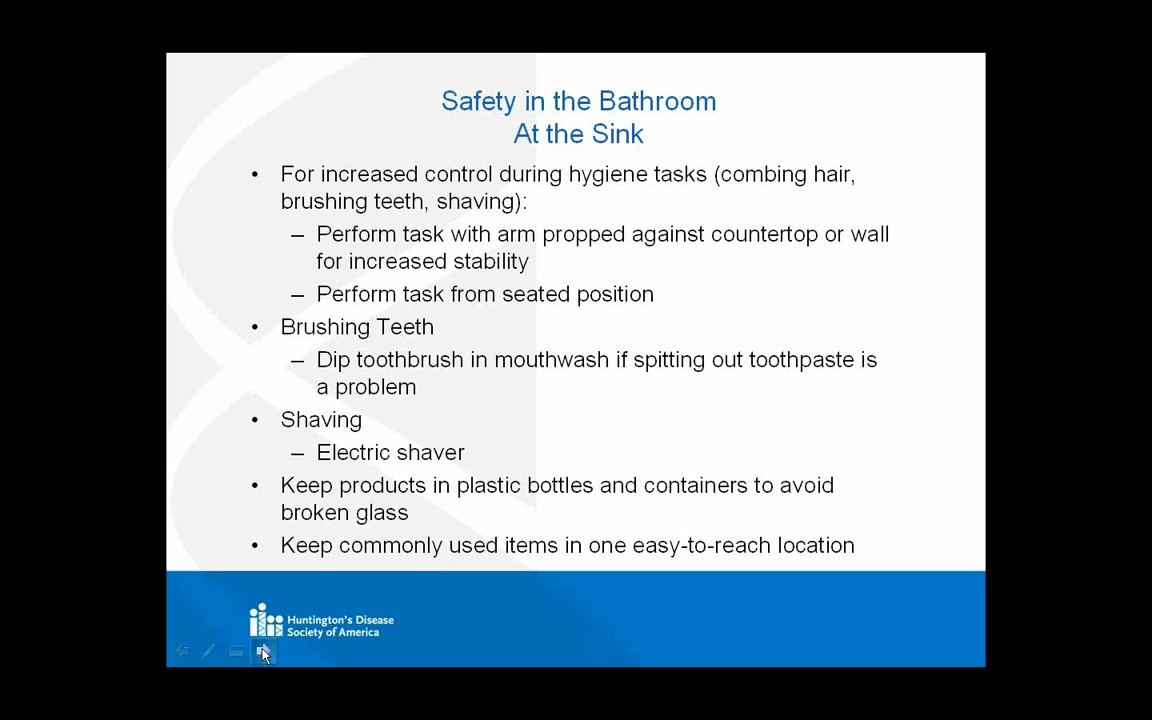 Safety in the Bathroom
At the Sink
• For increased control during hygiene tasks (combing hair,
brushing teeth, shaving):
– Perform task with arm propped against countertop or wall
for increased stability
– Perform task from seated position
• Brushing Teeth
– Dip toothbrush in mouthwash if spitting out toothpaste is
a problem
• Shaving
– Electric shaver
• Keep products in plastic bottles and containers to avoid
broken glass
• Keep commonly used items in one easy-to-reach location
Huntington's Disease
Society of America